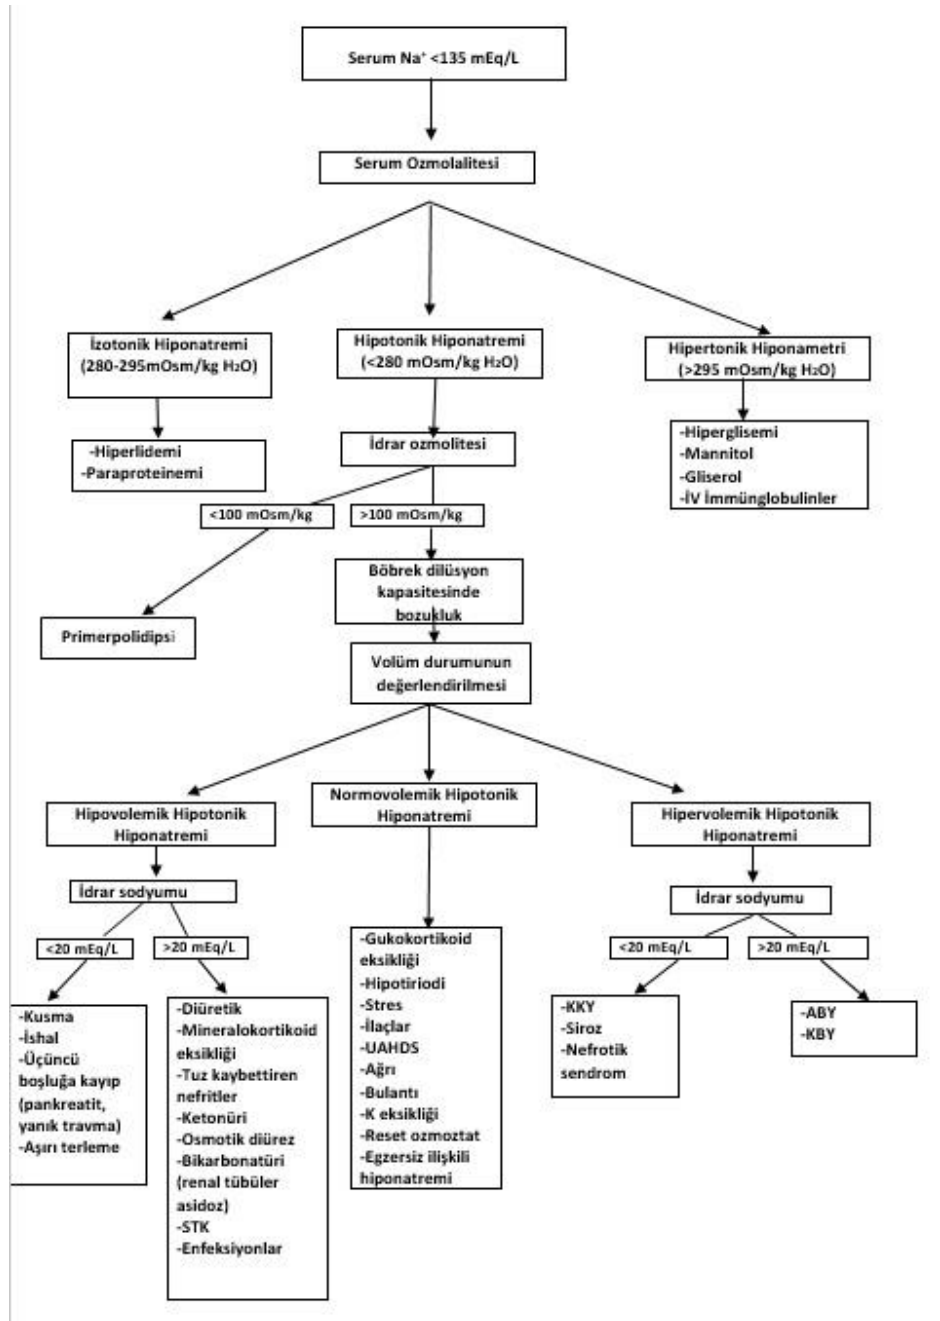 Serum Na⁺ <135 mEq/L
Serum Ozmolalitesi
İzotonik Hiponatremi
(280-295mOsm/kg H₂O)
Hipotonik Hiponatremi
(<280 mOsm/kg H₂O)
Hipertonik Hiponametri
(>295 mOsm/kg H₂O)
-Hiperlidemi
-Paraproteinemi
İdrar ozmolitesi
-Hiperglisemi
-Mannitol
-Gliserol
-İV İmmünglobulinler
<100 mOsm/kg
>100 mOsm/kg
Böbrek dilüsyon
kapasitesinde
bozukluk
Primerpolidipsi
Volüm durumunun
değerlendirilmesi
Hipovolemik Hipotonik
Hiponatremi
Normovolemik Hipotonik
Hiponatremi
Hipervolemik Hipotonik
Hiponatremi
İdrar sodyumu
İdrar sodyumu
<20 mEq/L
>20 mEq/L
<20 mEq/L
>20 mEq/L
-Kusma
-İshal
-Üçüncü
boşluğa kayıp
(pankreatit,
yanık travma)
-Aşırı terleme
-Diüretik
-Mineralokortikoid
eksikliği
-Tuz kaybettiren
nefritler
-Ketonüri
-Osmotik diürez
-Bikarbonatüri
(renal tübüler
asidoz)
-STK
-Enfeksiyonlar
-Gukokortikoid
eksikliği
-Hipotiriodi
-Stres
-İlaçlar
-UAHDS
-Ağrı
-Bulantı
-K eksikliği
-Reset ozmoztat
-Egzersiz ilişkili
hiponatremi
-KKY
-Siroz
-Nefrotik
sendrom
-ABY
-KBY